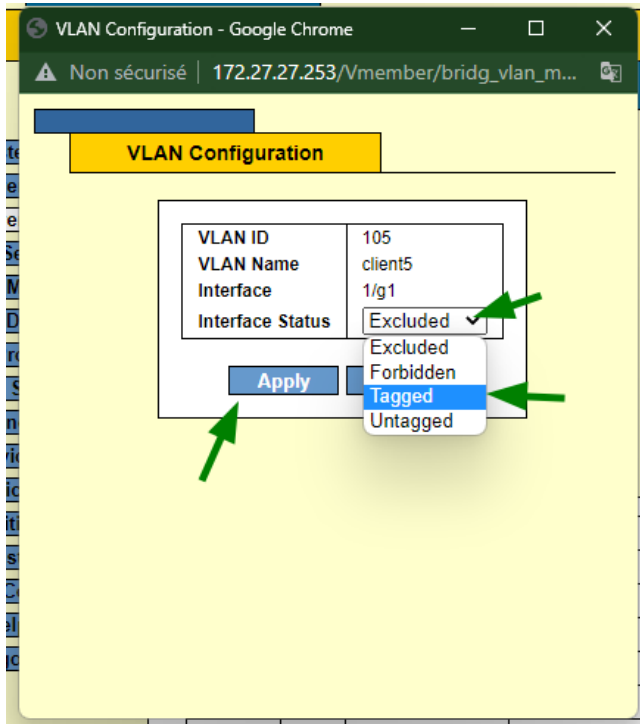 VLAN Configuration - Google Chrome
Non sécurisé | 172.27.27.253/Vmember/bridg_vlan_m...
VLAN Configuration
VLAN ID 105
VLAN Name client5
Interface 1/g1
Interface Status Excluded
Excluded
Forbidden
Tagged
Untagged
Apply